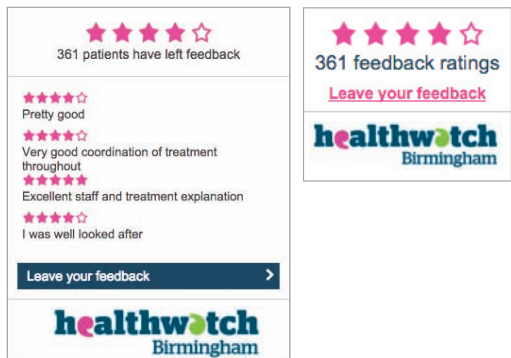 361 patients have left feedback
Pretty good
Very good coordination of treatment
throughout
Excellent staff and treatment explanation
I was well looked after
Leave your feedback
healthwatch
Birmingham
361 feedback ratings
Leave your feedback
healthwatch
Birmingham